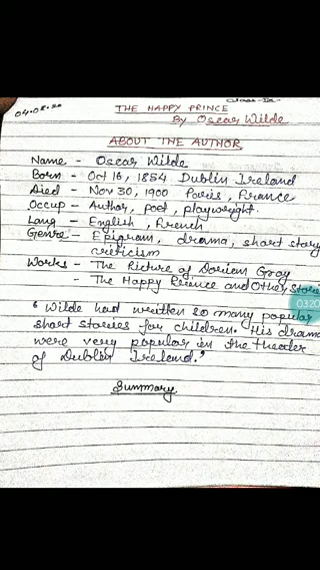 04.08.20
Class-IX-
THE HAPPY PRINCE
By Oscar Wilde
ABOUT THE AUTHOR
Name - Oscar Wilde
Born - Oct 16, 1854 Dublin Ireland
Died - Nov 30, 1900 Paris, France
Occup - Author, poet, playwright.
Lang - English, French
Genre - Epigram, drama, short story
criticism
Works - The Picture of Dorian Gray
- The Happy Prince and Other Stories
0320
" Wilde had written so many popular
short stories for children. His drama
were very popular in the theater
of Dublin Ireland."
Summary